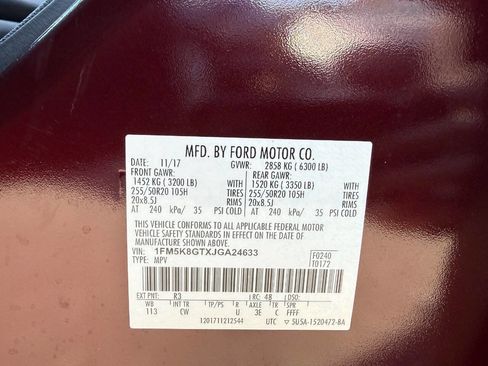 MFD. BY FORD MOTOR CO.
DATE: 11/17 GVWR: 2858 KG ( 6300 LB)
FRONT GAWR: REAR GAWR:
1452 KG ( 3200 LB) WITH 1520 KG ( 3350 LB) WITH
255/50R20 105H TIRES 255/50R20 105H TIRES
20x8.5J RIMS 20x8.5J RIMS
AT 240 kPa/ 35 PSI COLD AT 240 kPa/ 35 PSI COLD
THIS VEHICLE CONFORMS TO ALL APPLICABLE FEDERAL MOTOR
VEHICLE SAFETY STANDARDS IN EFFECT ON THE DATE OF
MANUFACTURE SHOWN ABOVE.
VIN: 1FM5K8GTXJGA24633 F0240
TYPE: MPV T0172
EXT PNT: R3 RC: 48 DSO:
WB INT TR TP/PS R AXLE TR SPR
113 CW U 3E C FFFF
1201711212544 UTC 5U5A-1520472-BA